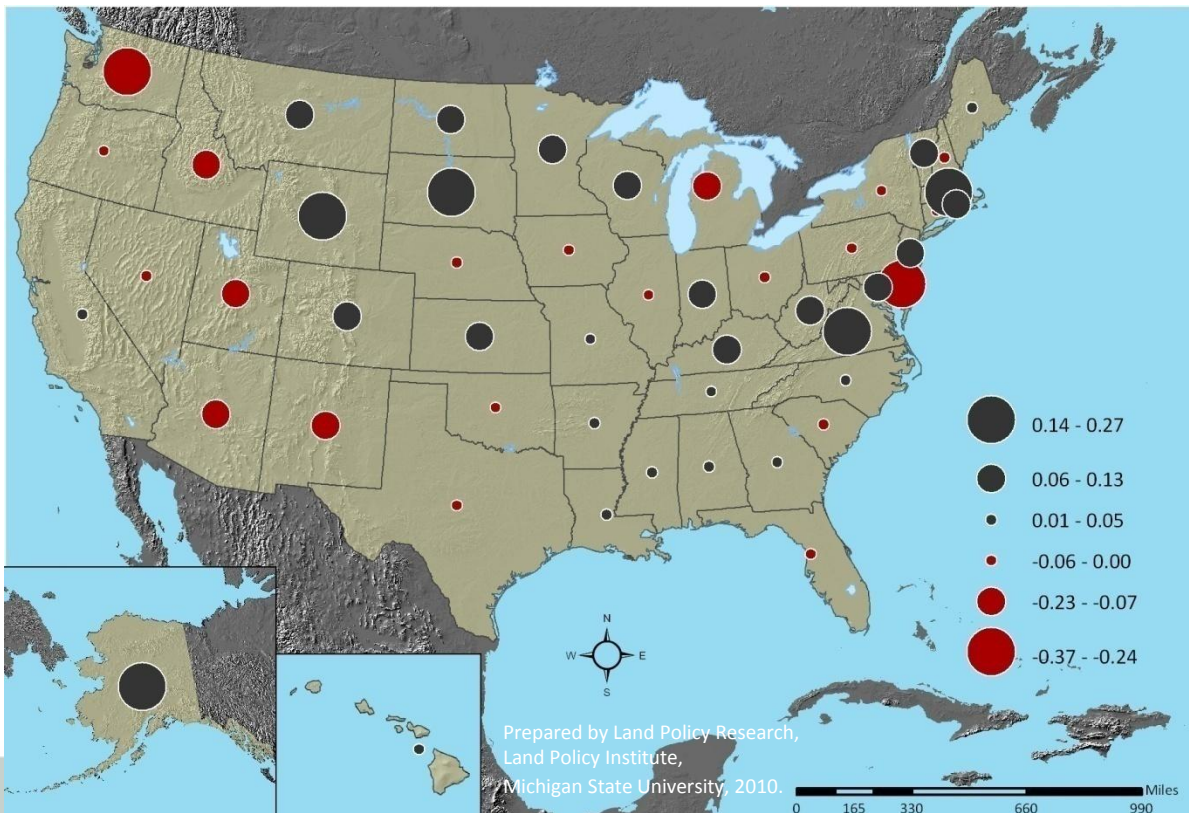 0.14 - 0.27
0.06 - 0.13
0.01 - 0.05
-0.06 - 0.00
-0.23 - -0.07
-0.37 - -0.24
N
W E
S
Prepared by Land Policy Research,
Land Policy Institute,
Michigan State University, 2010.
Miles
0 165 330 660 990